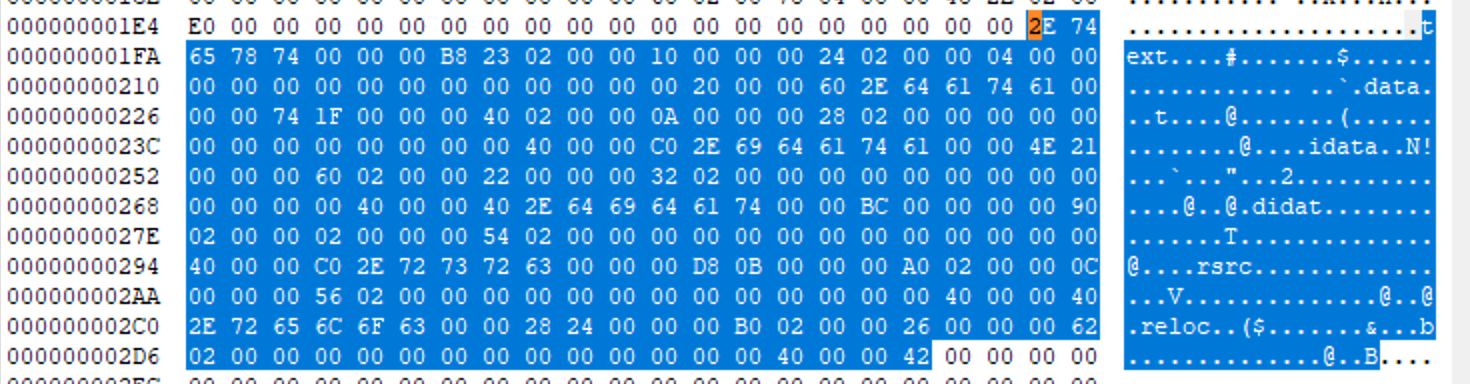 000000001E4 E0 00 00 00 00 00 00 00 00 00 00 00 00 00 00 00 00 00 00 00 2E 74 .....................t
000000001FA 65 78 74 00 00 00 B8 23 02 00 00 10 00 00 00 24 02 00 00 04 00 00 ext....#.......$......
00000000210 00 00 00 00 00 00 00 00 00 00 00 00 20 00 00 60 2E 64 61 74 61 00 ............ ..`.data.
00000000226 00 00 74 1F 00 00 00 40 02 00 00 0A 00 00 00 28 02 00 00 00 00 00 ..t....@.......(......
0000000023C 00 00 00 00 00 00 00 00 40 00 00 C0 2E 69 64 61 74 61 00 00 4E 21 ........@....idata..N!
00000000252 00 00 00 60 02 00 00 22 00 00 00 32 02 00 00 00 00 00 00 00 00 00 ...`..."...2..........
00000000268 00 00 00 00 40 00 00 40 2E 64 69 64 61 74 00 00 BC 00 00 00 00 90 ....@..@.didat........
0000000027E 02 00 00 02 00 00 00 54 02 00 00 00 00 00 00 00 00 00 00 00 00 00 .......T..............
00000000294 40 00 00 C0 2E 72 73 72 63 00 00 00 D8 0B 00 00 00 A0 02 00 00 0C @....rsrc.............
000000002AA 00 00 00 56 02 00 00 00 00 00 00 00 00 00 00 00 00 00 40 00 00 40 ...V..............@..@
000000002C0 2E 72 65 6C 6F 63 00 00 28 24 00 00 00 B0 02 00 00 26 00 00 00 62 .reloc..($.......&...b
000000002D6 02 00 00 00 00 00 00 00 00 00 00 00 00 00 40 00 00 42 00 00 00 00 ..............@..B....